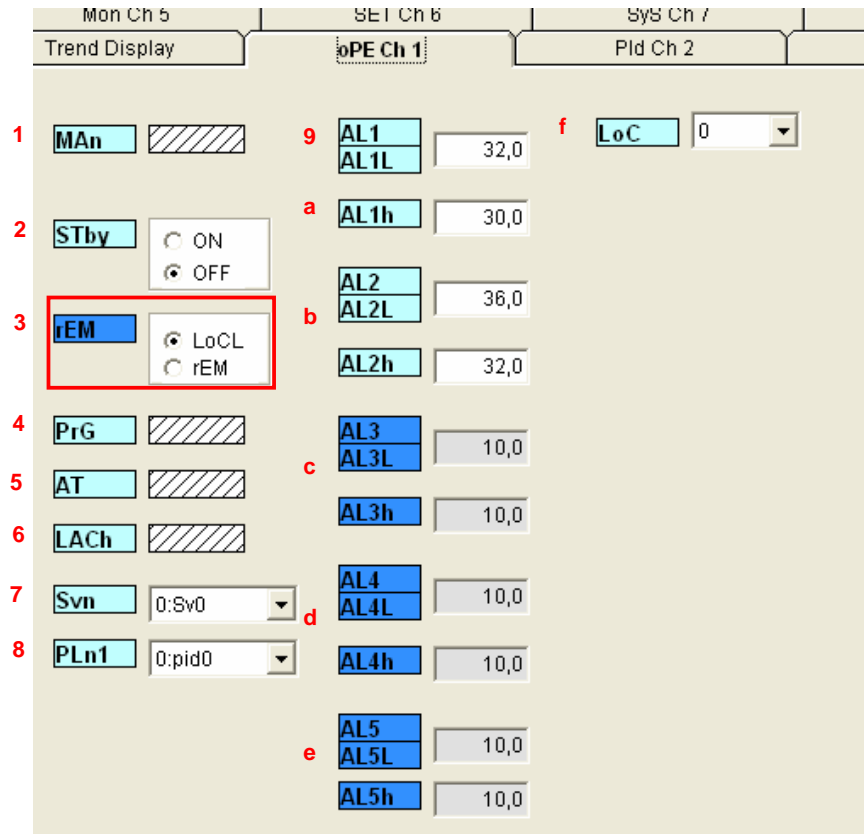 Mon Ch 5 SET Ch 6 SyS Ch 7
Trend Display oPE Ch 1 PId Ch 2
1 MAn
2 STby ON
OFF
3 rEM LoCL
rEM
4 PrG
5 AT
6 LACh
7 Svn 0:Sv0
8 PLn1 0:pid0
9 AL1
AL1L 32,0
a AL1h 30,0
b AL2
AL2L 36,0
AL2h 32,0
c AL3
AL3L 10,0
AL3h 10,0
d AL4
AL4L 10,0
AL4h 10,0
e AL5
AL5L 10,0
AL5h 10,0
f LoC 0